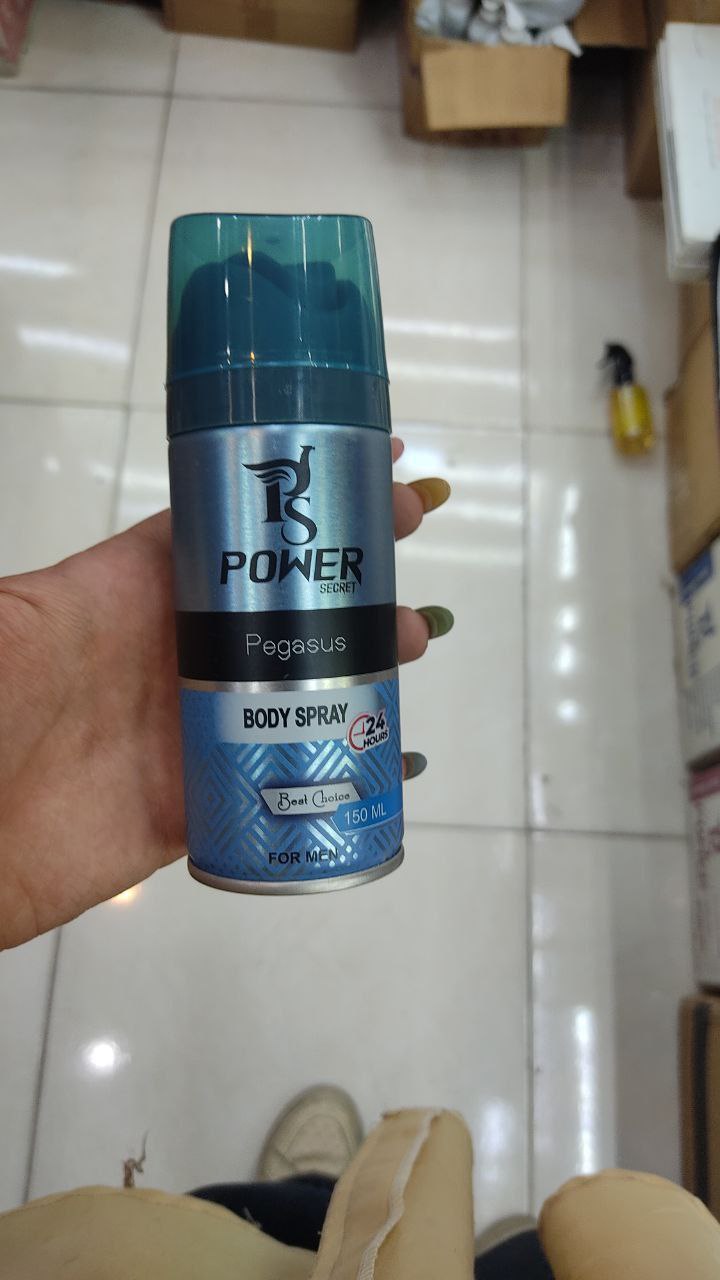 PS
POWER
SECRET
Pegasus
BODY SPRAY
24
HOURS
Best Choice
150 ML
FOR MEN